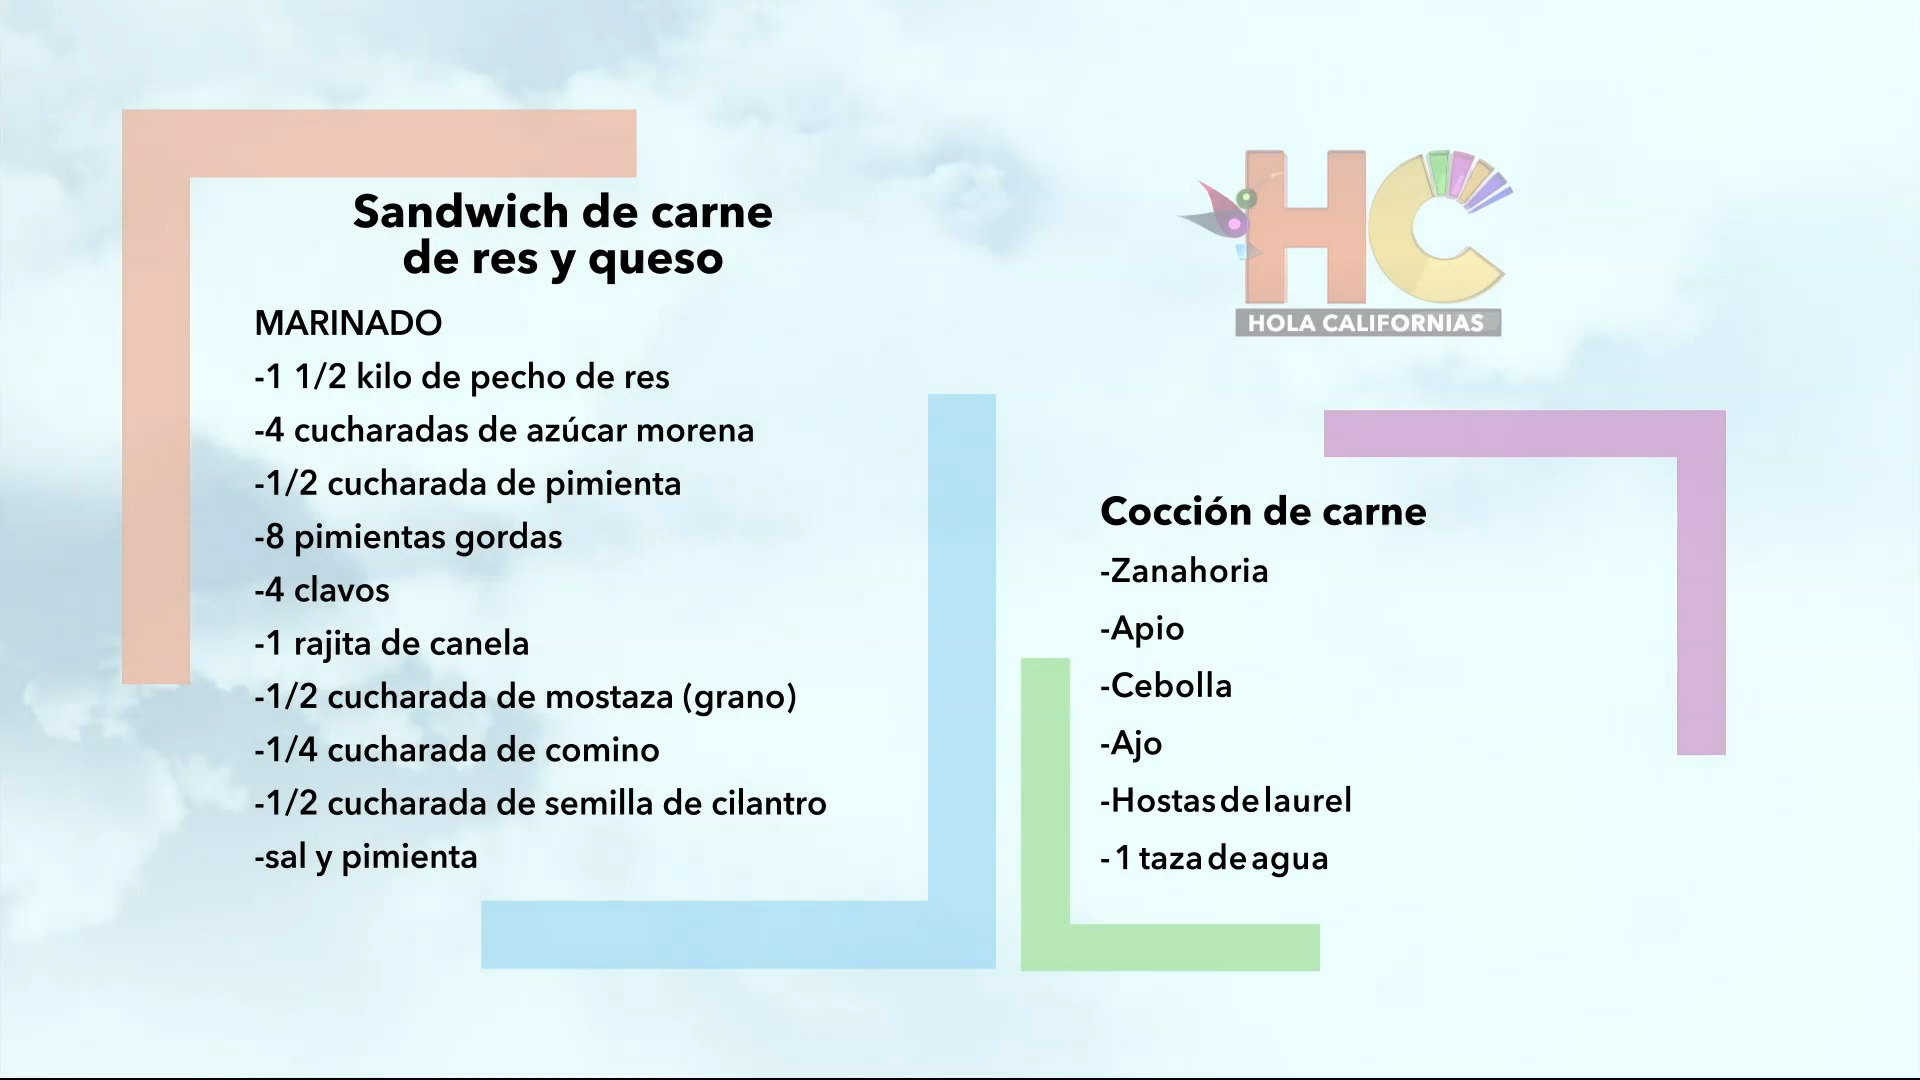 Sandwich de carne
de res y queso
MARINADO
-1 1/2 kilo de pecho de res
-4 cucharadas de azúcar morena
-1/2 cucharada de pimienta
-8 pimientas gordas
-4 clavos
-1 rajita de canela
-1/2 cucharada de mostaza (grano)
-1/4 cucharada de comino
-1/2 cucharada de semilla de cilantro
-sal y pimienta
HC
HOLA CALIFORNIAS
Cocción de carne
-Zanahoria
-Apio
-Cebolla
-Ajo
-Hostas de laurel
- 1 taza de agua